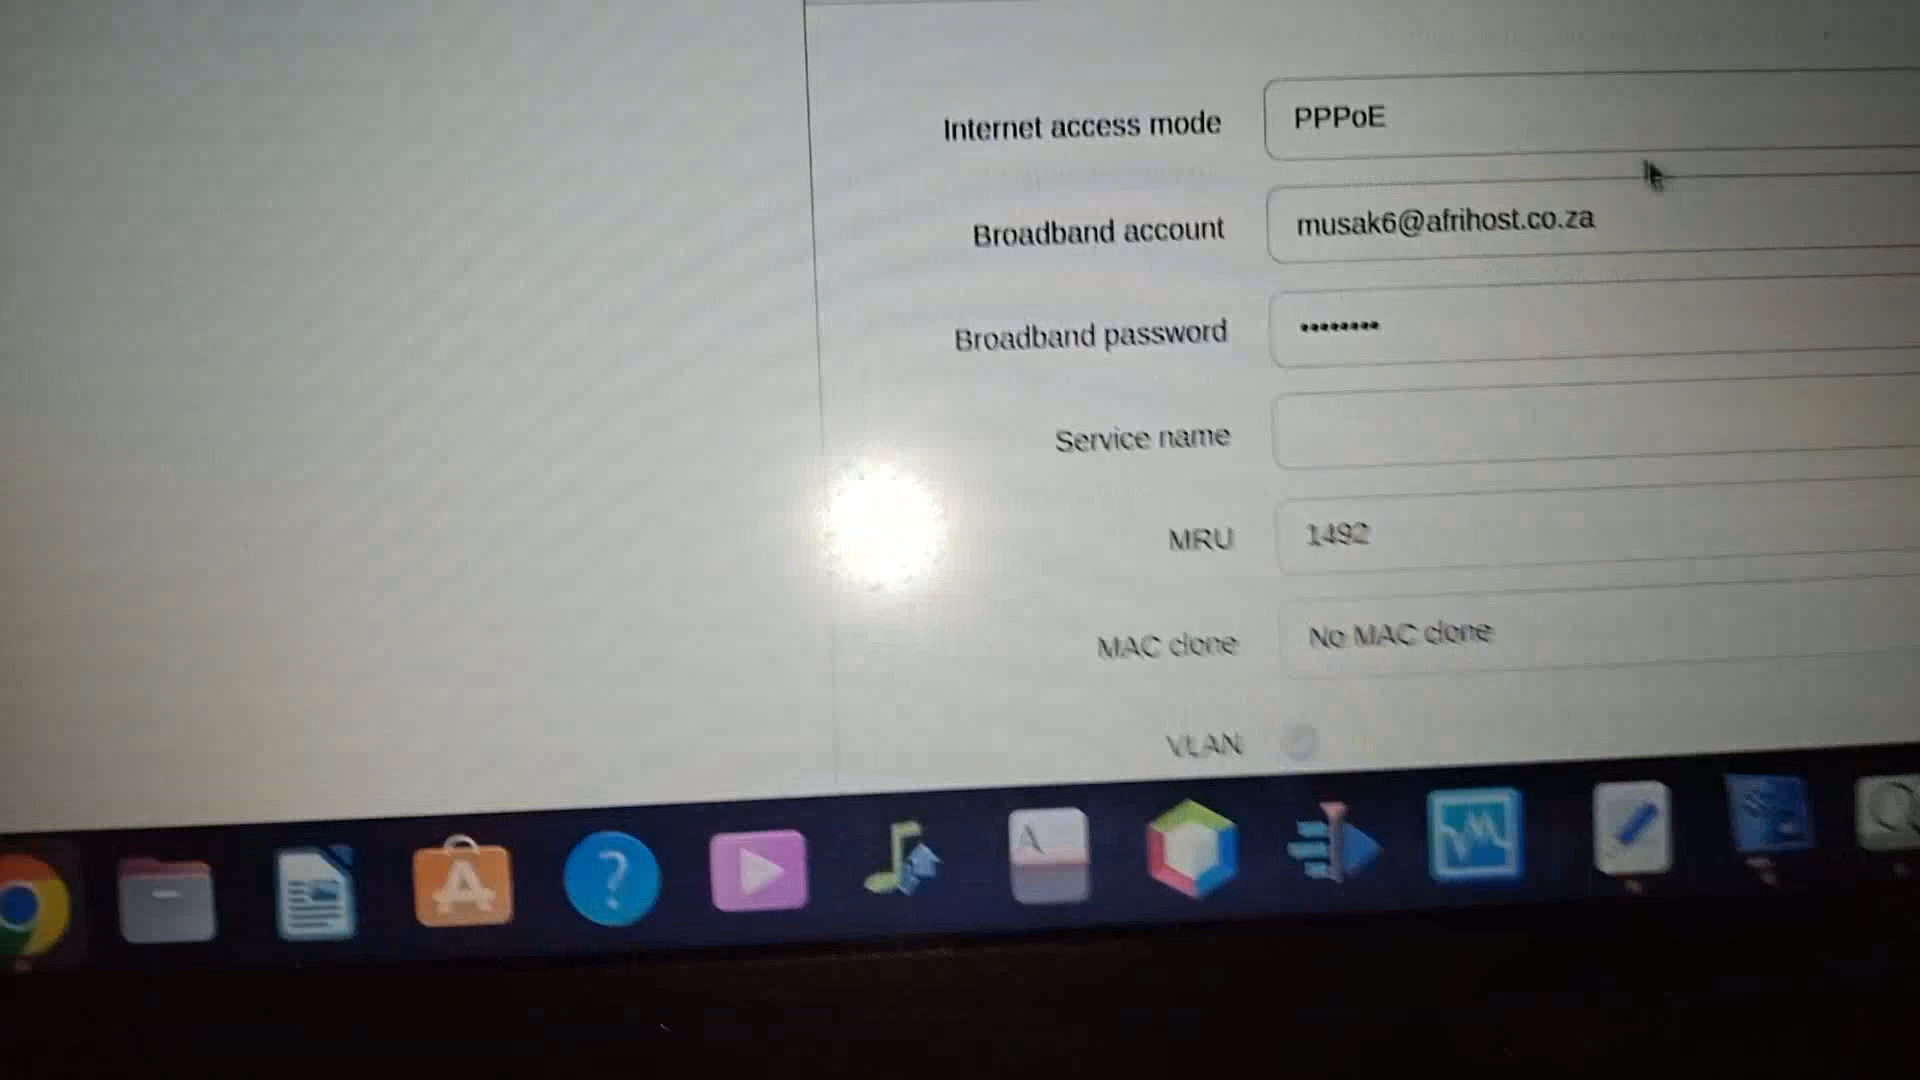 Internet access mode PPPoE
Broadband account musak6@afrihost.co.za
Broadband password ••••••••
Service name
MRU 1492
MAC clone No MAC clone
VLAN